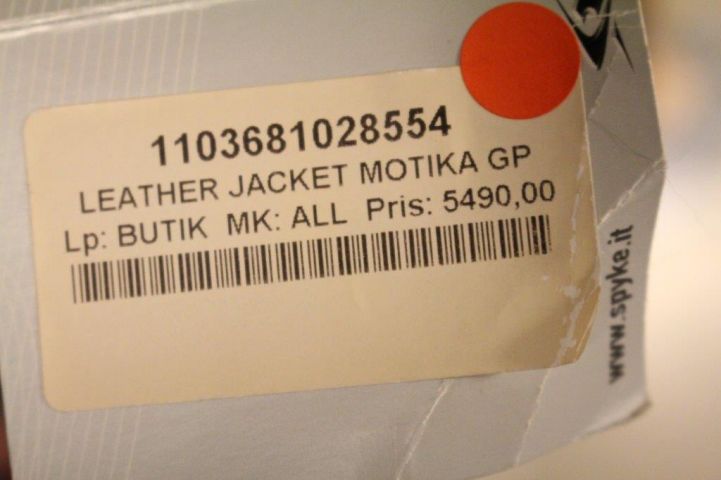 1103681028554
LEATHER JACKET MOTIKA GP
Lp: BUTIK MK: ALL Pris: 5490,00
www.spyke.it